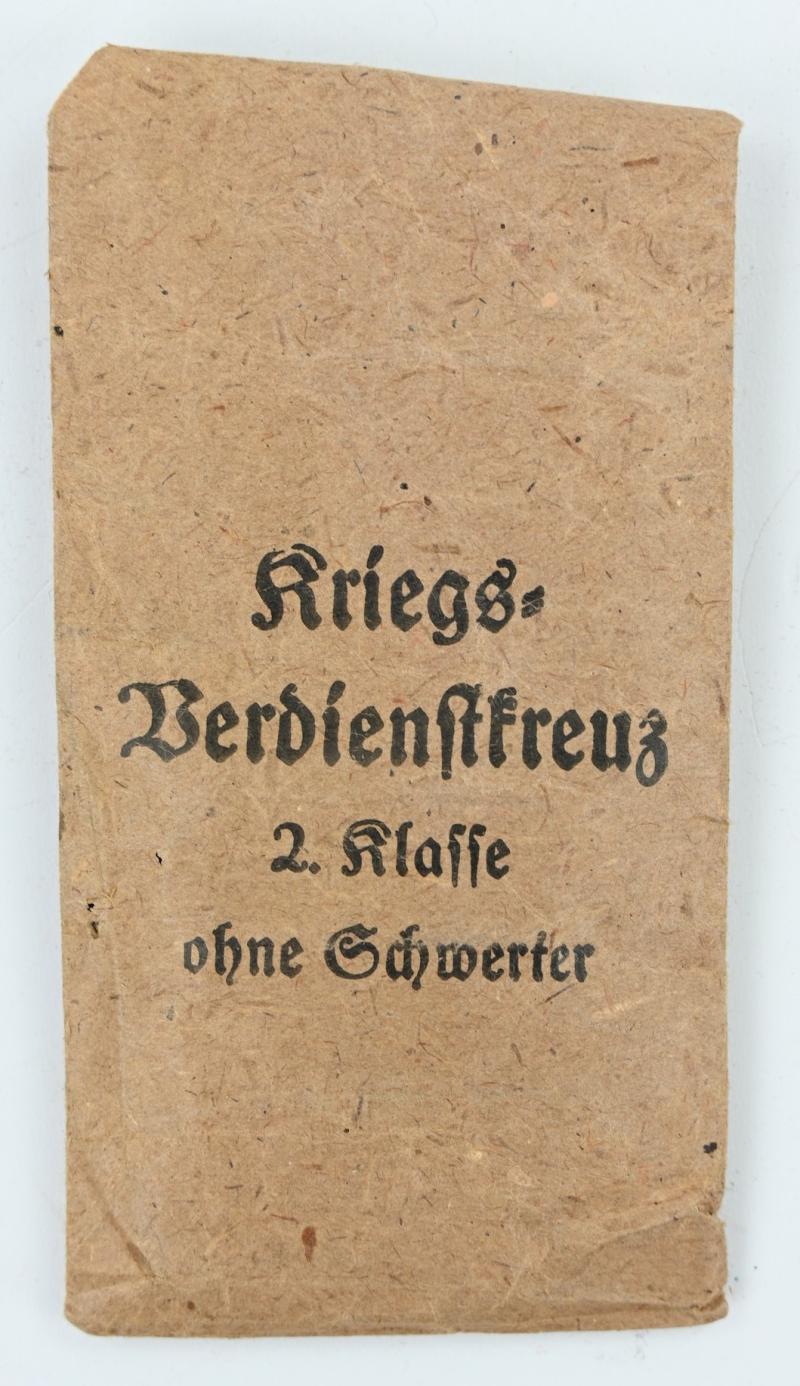 Kriegs-
Verdienstkreuz
2. Klasse
ohne Schwerter